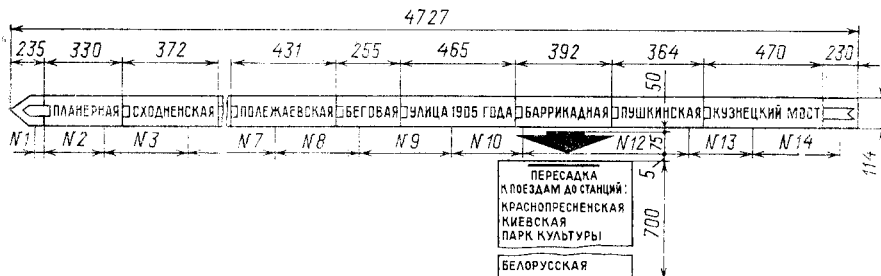 4727
235 330 372 431 255 465 392 364 470 230
50
ПЛАНЕРНАЯ СХОДНЕНСКАЯ ПОЛЕЖАЕВСКАЯ БЕГОВАЯ УЛИЦА 1905 ГОДА БАРРИКАДНАЯ ПУШКИНСКАЯ КУЗНЕЦКИЙ МОСТ
N1 N2 N3 N7 N8 N9 N10 N12 75 N13 N14
114
ПЕРЕСАДКА
К ПОЕЗДАМ ДО СТАНЦИЙ:
5
КРАСНОПРЕСНЕНСКАЯ
КИЕВСКАЯ
ПАРК КУЛЬТУРЫ
700
БЕЛОРУССКАЯ